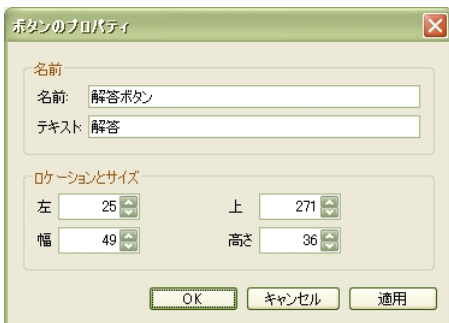 ボタンのプロパティ
名前
名前: 解答ボタン
テキスト: 解答
ロケーションとサイズ
左 25 上 271
幅 49 高さ 36
OK キャンセル 適用